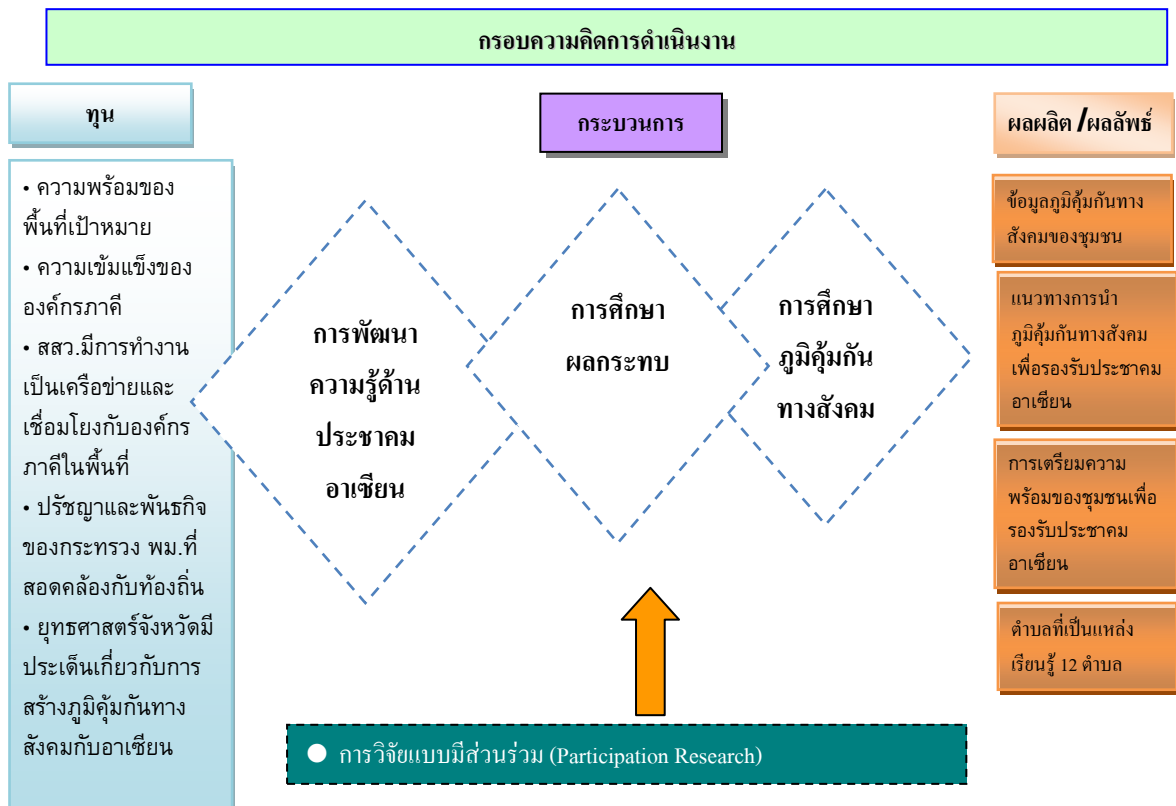 กรอบความคิดการดำเนินงาน
ทุน
• ความพร้อมของ
พื้นที่เป้าหมาย
• ความเข้มแข็งของ
องค์กรภาคี
• สสว.มีการทำงาน
เป็นเครือข่ายและ
เชื่อมโยงกับองค์กร
ภาคีในพื้นที่
• ปรัชญาและพันธกิจ
ของกระทรวง พม.ที่
สอดคล้องกับท้องถิ่น
• ยุทธศาสตร์จังหวัดมี
ประเด็นเกี่ยวกับการ
สร้างภูมิคุ้มกันทาง
สังคมกับอาเซียน
กระบวนการ
การพัฒนา
ความรู้ด้าน
ประชาคม
อาเซียน
การศึกษา
ผลกระทบ
การศึกษา
ภูมิคุ้มกัน
ทางสังคม
● การวิจัยแบบมีส่วนร่วม (Participation Research)
ผลผลิต /ผลลัพธ์
ข้อมูลภูมิคุ้มกันทาง
สังคมของชุมชน
แนวทางการนำ
ภูมิคุ้มกันทางสังคม
เพื่อรองรับประชาคม
อาเซียน
การเตรียมความ
พร้อมของชุมชนเพื่อ
รองรับประชาคม
อาเซียน
ตำบลที่เป็นแหล่ง
เรียนรู้ 12 ตำบล